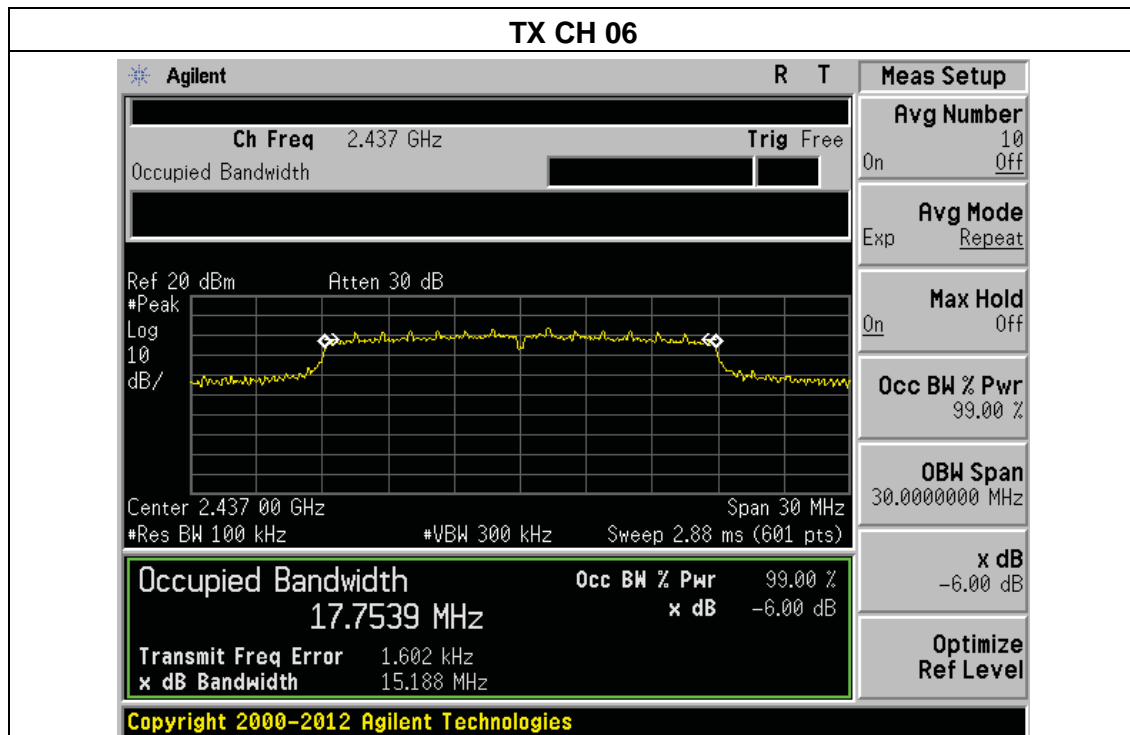 TX CH 06
Agilent R T
Ch Freq 2.437 GHz Trig Free
Occupied Bandwidth
Ref 20 dBm Atten 30 dB
#Peak
Log
10
dB/
Center 2.437 00 GHz Span 30 MHz
#Res BW 100 kHz #VBW 300 kHz Sweep 2.88 ms (601 pts)
Occupied Bandwidth Occ BW % Pwr 99.00 %
17.7539 MHz x dB -6.00 dB
Transmit Freq Error 1.602 kHz
x dB Bandwidth 15.188 MHz
Copyright 2000-2012 Agilent Technologies
Meas Setup
Avg Number
10
On Off
Avg Mode
Exp Repeat
Max Hold
On Off
Occ BW % Pwr
99.00 %
OBW Span
30.0000000 MHz
x dB
-6.00 dB
Optimize
Ref Level